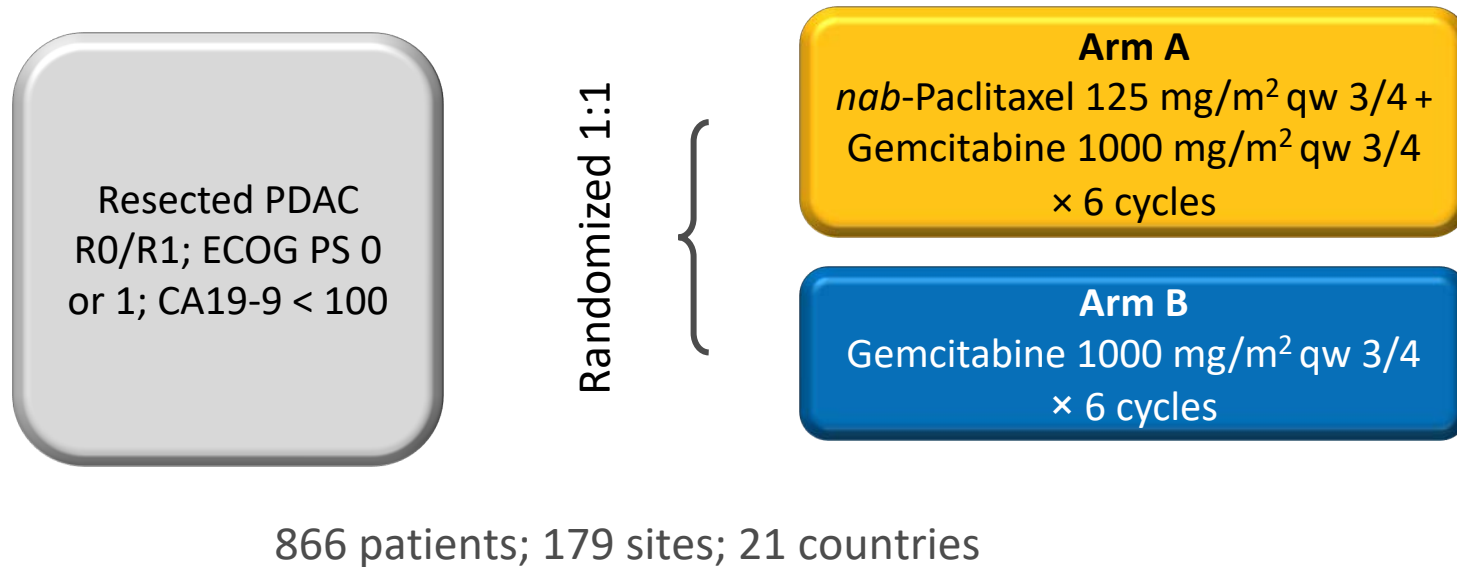 Resected PDAC
R0/R1; ECOG PS 0
or 1; CA19-9 < 100
Randomized 1:1
Arm A
nab-Paclitaxel 125 mg/m² qw 3/4 +
Gemcitabine 1000 mg/m² qw 3/4
× 6 cycles
Arm B
Gemcitabine 1000 mg/m² qw 3/4
× 6 cycles
866 patients; 179 sites; 21 countries